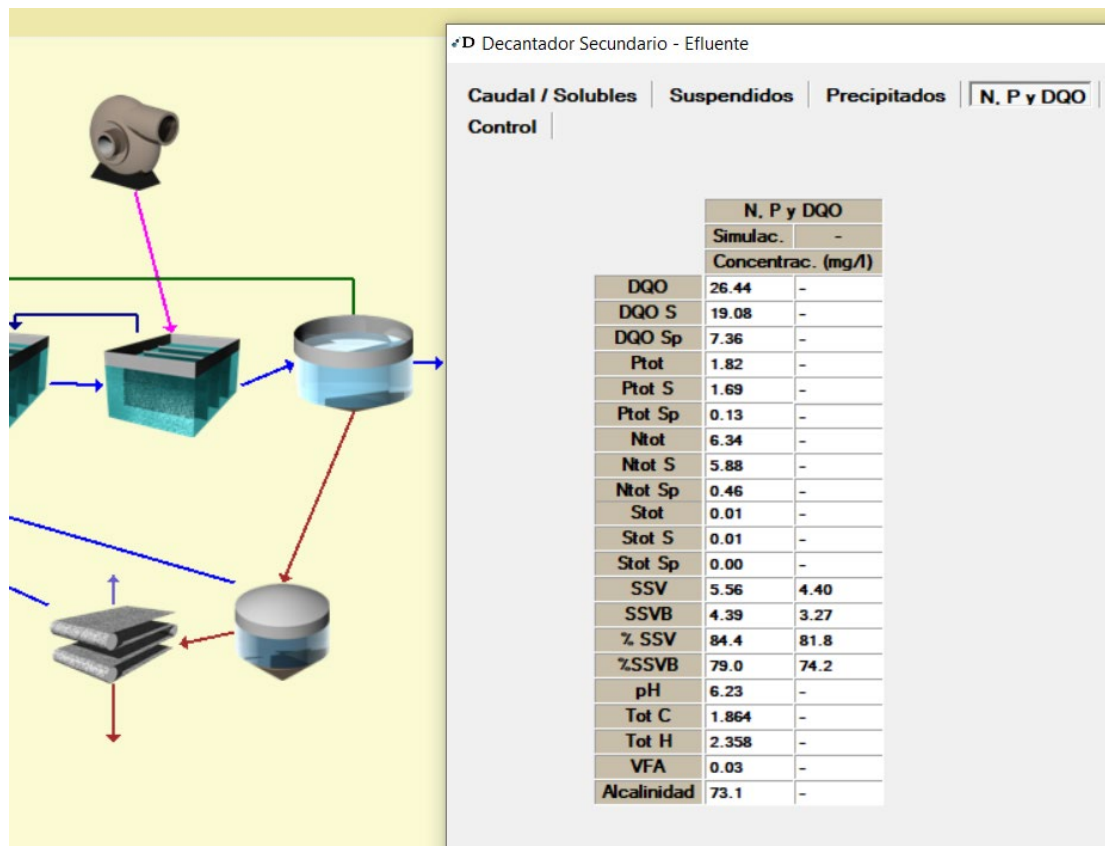 D Decantador Secundario - Efluente
Caudal / Solubles Suspendidos Precipitados N, P y DQO
Control
N, P y DQO
Simulac. -
Concentrac. (mg/l)
DQO 26.44 -
DQO S 19.08 -
DQO Sp 7.36 -
Ptot 1.82 -
Ptot S 1.69 -
Ptot Sp 0.13 -
Ntot 6.34 -
Ntot S 5.88 -
Ntot Sp 0.46 -
Stot 0.01 -
Stot S 0.01 -
Stot Sp 0.00 -
SSV 5.56 4.40
SSVB 4.39 3.27
% SSV 84.4 81.8
%SSVB 79.0 74.2
pH 6.23 -
Tot C 1.864 -
Tot H 2.358 -
VFA 0.03 -
Alcalinidad 73.1 -